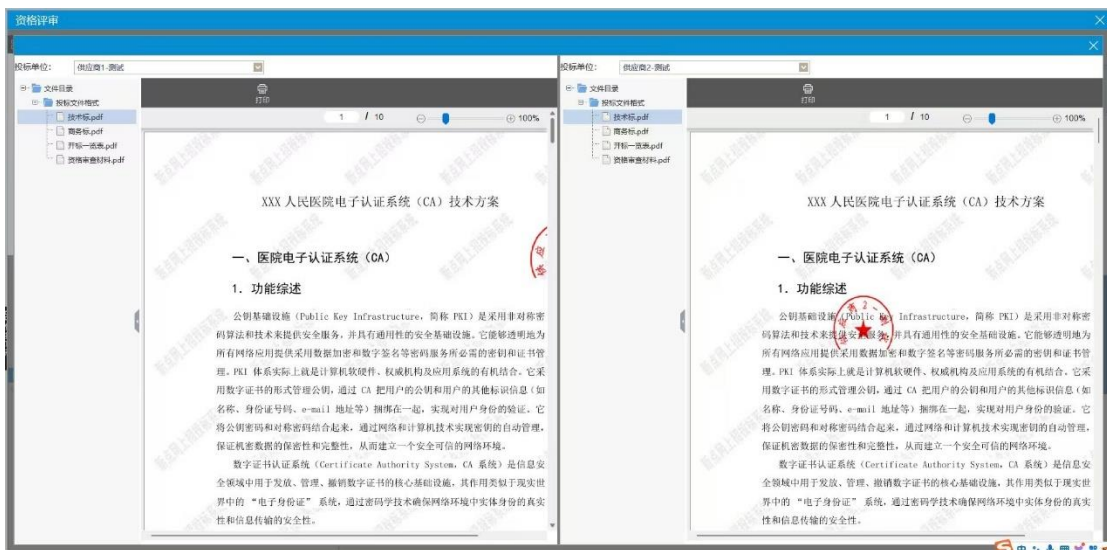 资格评审
投标单位： 供应商1-测试
文件目录
投标文件格式
技术标.pdf
商务标.pdf
开标一览表.pdf
资格审查材料.pdf
打印
1 / 10 100%
XXX 人民医院电子认证系统（CA）技术方案
一、医院电子认证系统（CA）
1. 功能综述
公钥基础设施（Public Key Infrastructure，简称 PKI）是采用非对称密
码算法和技术来提供安全服务，并具有通用性的安全基础设施。它能够透明地为
所有网络应用提供采用数据加密和数字签名等密码服务所必需的密钥和证书管
理。PKI 体系实际上就是计算机软硬件、权威机构及应用系统的有机结合。它采
用数字证书的形式管理公钥，通过 CA 把用户的公钥和用户的其他标识信息（如
名称、身份证号码、e-mail 地址等）捆绑在一起，实现对用户身份的验证。它
将公钥密码和对称密码结合起来，通过网络和计算机技术实现密钥的自动管理，
保证机密数据的保密性和完整性，从而建立一个安全可信的网络环境。
数字证书认证系统（Certificate Authority System，CA 系统）是信息安
全领域中用于发放、管理、撤销数字证书的核心基础设施，其作用类似于现实世
界中的 “电子身份证” 系统，通过密码学技术确保网络环境中实体身份的真实
性和信息传输的安全性。
投标单位： 供应商2-测试
文件目录
投标文件格式
技术标.pdf
商务标.pdf
开标一览表.pdf
资格审查材料.pdf
打印
1 / 10 100%
XXX 人民医院电子认证系统（CA）技术方案
一、医院电子认证系统（CA）
1. 功能综述
公钥基础设施（Public Key Infrastructure，简称 PKI）是采用非对称密
码算法和技术来提供安全服务，并具有通用性的安全基础设施。它能够透明地为
所有网络应用提供采用数据加密和数字签名等密码服务所必需的密钥和证书管
理。PKI 体系实际上就是计算机软硬件、权威机构及应用系统的有机结合。它采
用数字证书的形式管理公钥，通过 CA 把用户的公钥和用户的其他标识信息（如
名称、身份证号码、e-mail 地址等）捆绑在一起，实现对用户身份的验证。它
将公钥密码和对称密码结合起来，通过网络和计算机技术实现密钥的自动管理，
保证机密数据的保密性和完整性，从而建立一个安全可信的网络环境。
数字证书认证系统（Certificate Authority System，CA 系统）是信息安
全领域中用于发放、管理、撤销数字证书的核心基础设施，其作用类似于现实世
界中的 “电子身份证” 系统，通过密码学技术确保网络环境中实体身份的真实
性和信息传输的安全性。